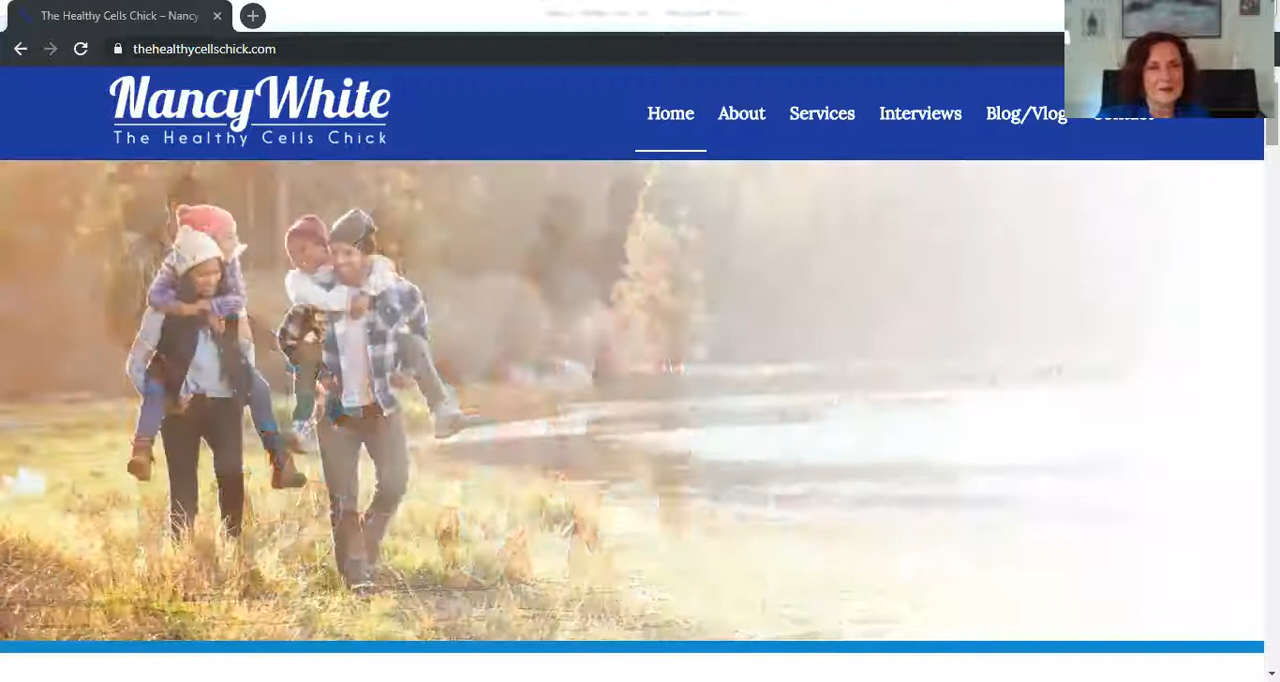 The Healthy Cells Chick – Nancy
thehealthycellschick.com
Nancy White
The Healthy Cells Chick
Home About Services Interviews Blog/Vlog